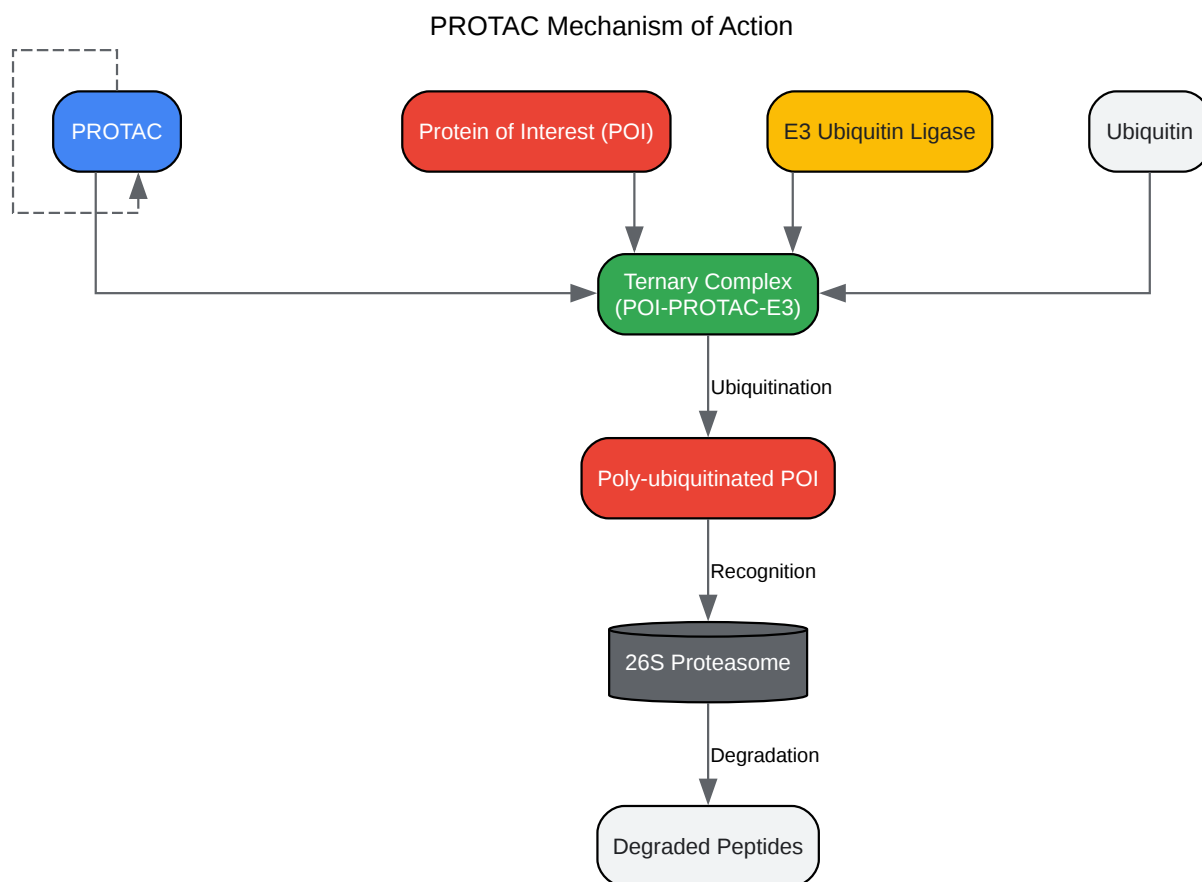 PROTAC Mechanism of Action
PROTAC
Protein of Interest (POI)
E3 Ubiquitin Ligase
Ubiquitin
Ternary Complex
(POI-PROTAC-E3)
Ubiquitination
Poly-ubiquitinated POI
Recognition
26S Proteasome
Degradation
Degraded Peptides